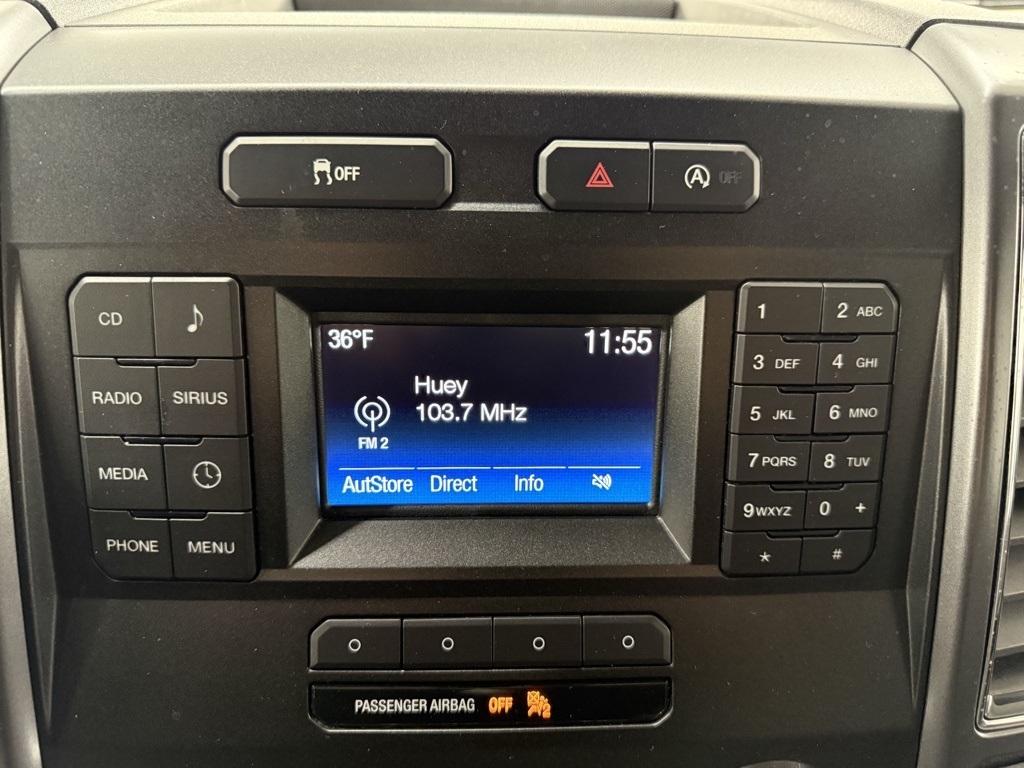 OFF
A OFF
CD
RADIO SIRIUS
MEDIA
PHONE MENU
36°F 11:55
Huey
103.7 MHz
FM 2
AutStore Direct Info
1 2 ABC
3 DEF 4 GHI
5 JKL 6 MNO
7 PQRS 8 TUV
9 WXYZ 0 +
* #
PASSENGER AIRBAG OFF 2